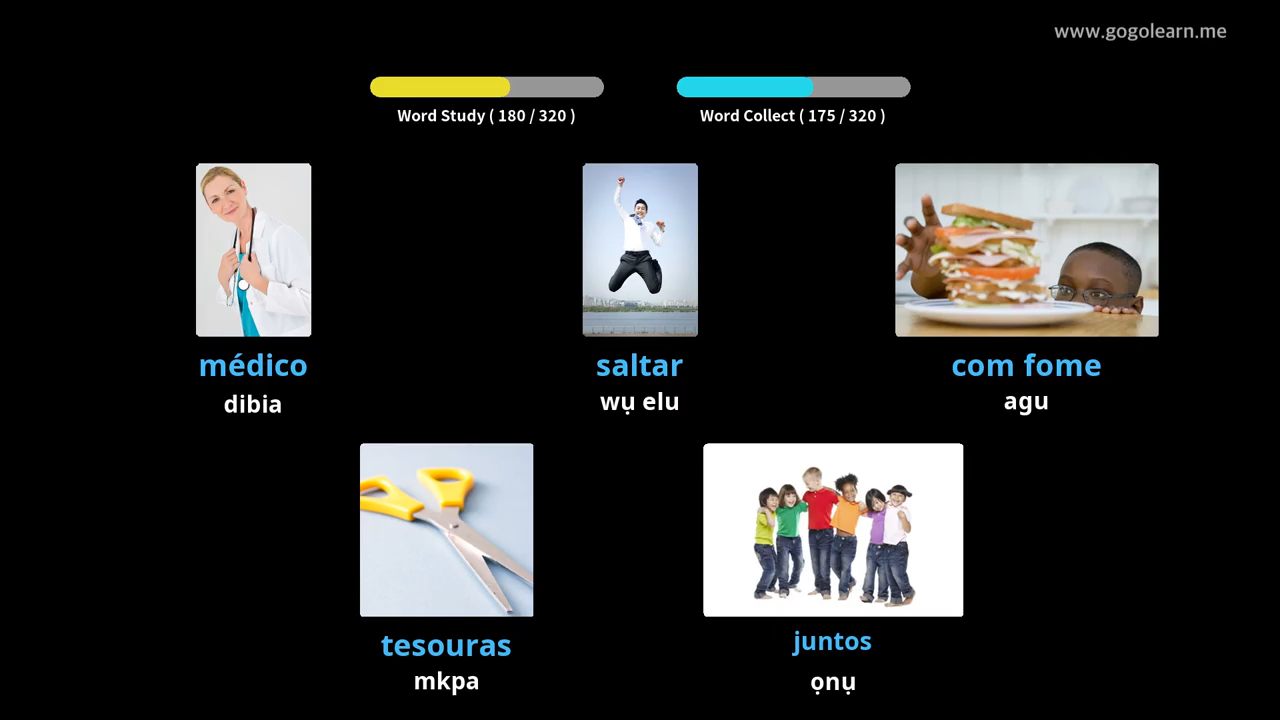 www.gogolearn.me
Word Study ( 180 / 320 )
Word Collect ( 175 / 320 )
médico
dibia
saltar
wụ elu
com fome
agu
tesouras
mkpa
juntos
ọnụ